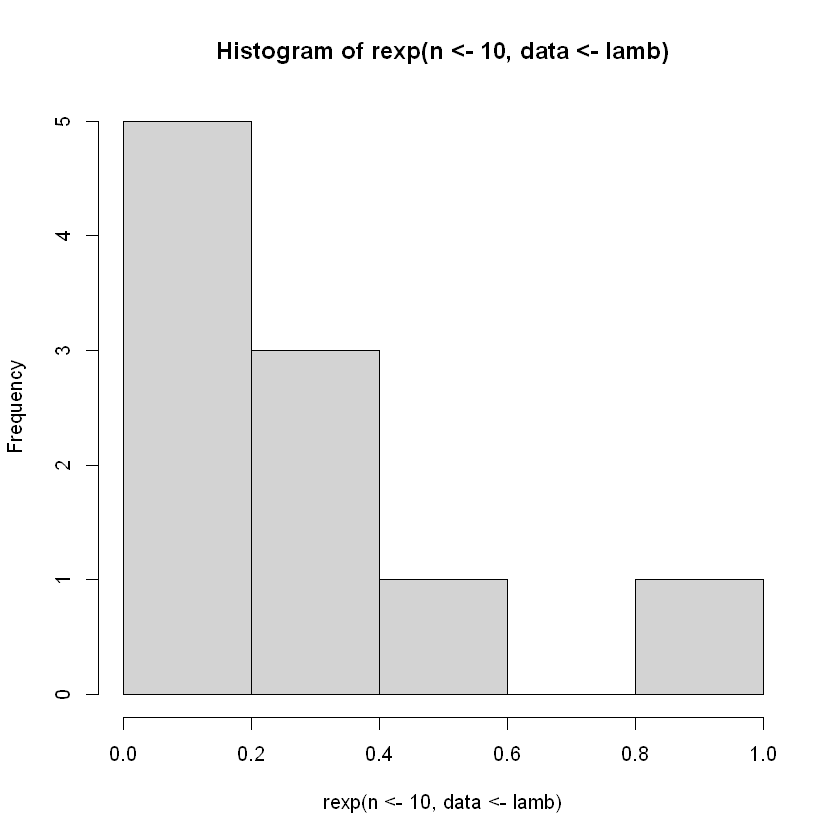 Histogram of rexp(n <- 10, data <- lamb)
5
4
3
2
1
0
Frequency
0.0 0.2 0.4 0.6 0.8 1.0
rexp(n <- 10, data <- lamb)